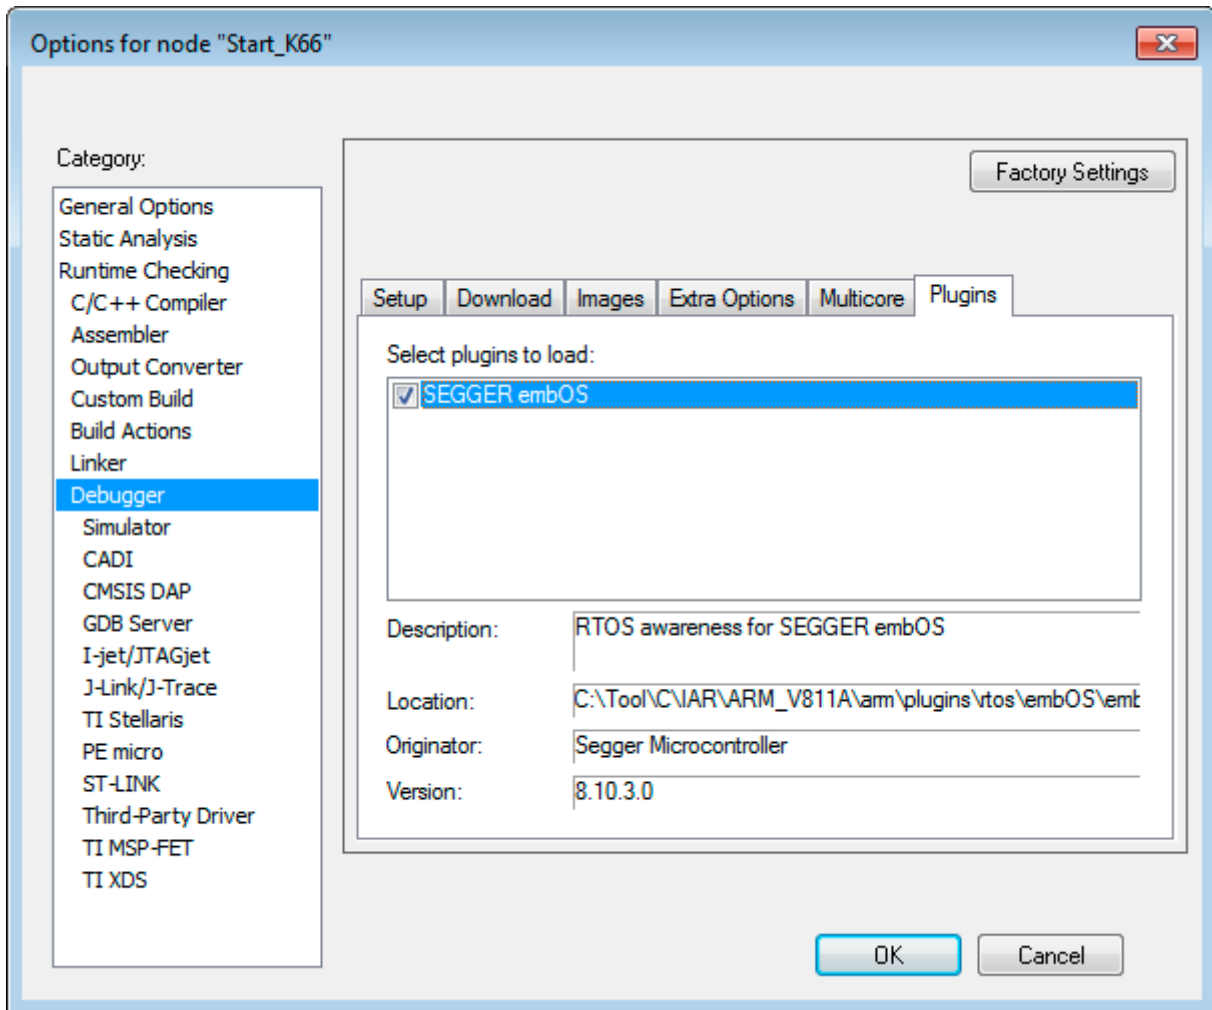 Options for node "Start_K66"
Category:
General Options
Static Analysis
Runtime Checking
C/C++ Compiler
Assembler
Output Converter
Custom Build
Build Actions
Linker
Debugger
Simulator
CADI
CMSIS DAP
GDB Server
I-jet/JTAGjet
J-Link/J-Trace
TI Stellaris
PE micro
ST-LINK
Third-Party Driver
TI MSP-FET
TI XDS
Factory Settings
Setup Download Images Extra Options Multicore Plugins
Select plugins to load:
SEGGER embOS
Description: RTOS awareness for SEGGER embOS
Location: C:\Tool\C\IAR\ARM_V811A\arm\plugins\rtos\embOS\emb
Originator: Segger Microcontroller
Version: 8.10.3.0
OK Cancel